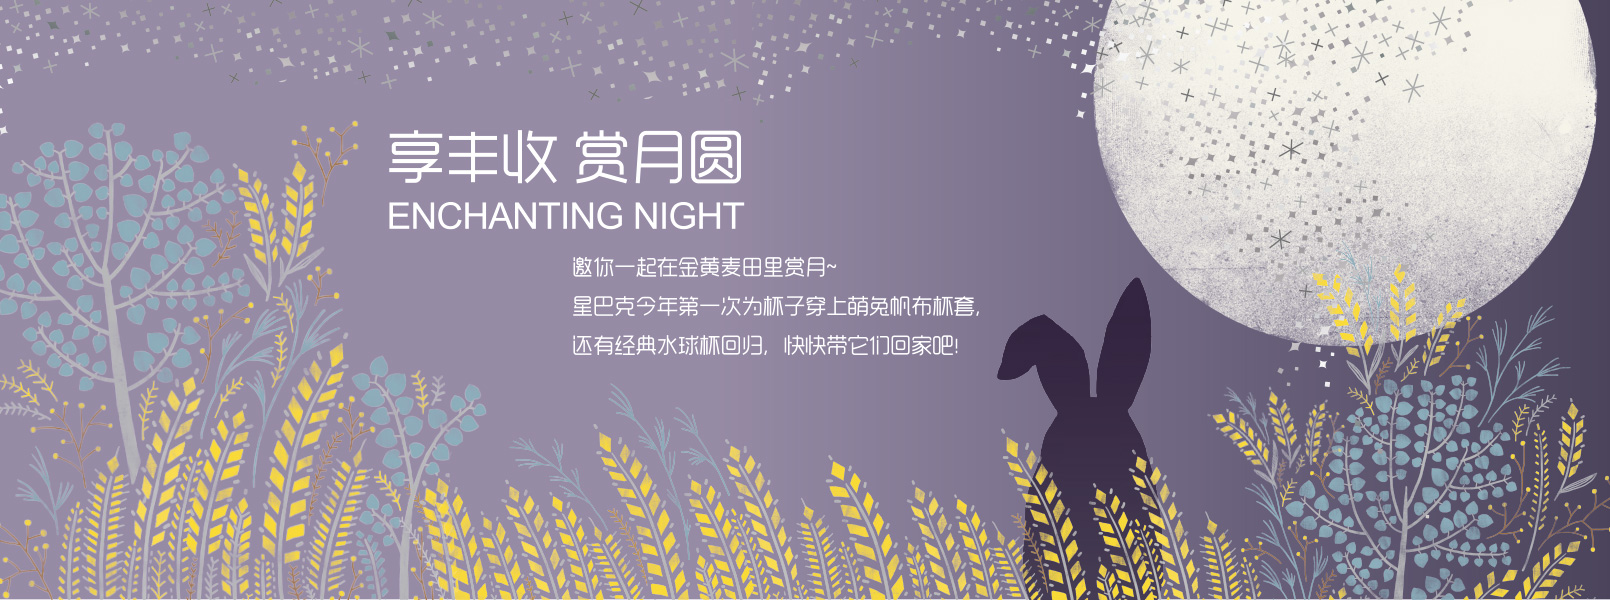 享丰收 赏月圆
ENCHANTING NIGHT
邀你一起在金黄麦田里赏月~
星巴克今年第一次为杯子穿上萌兔帆布杯套,
还有经典水球杯回归, 快快带它们回家吧!